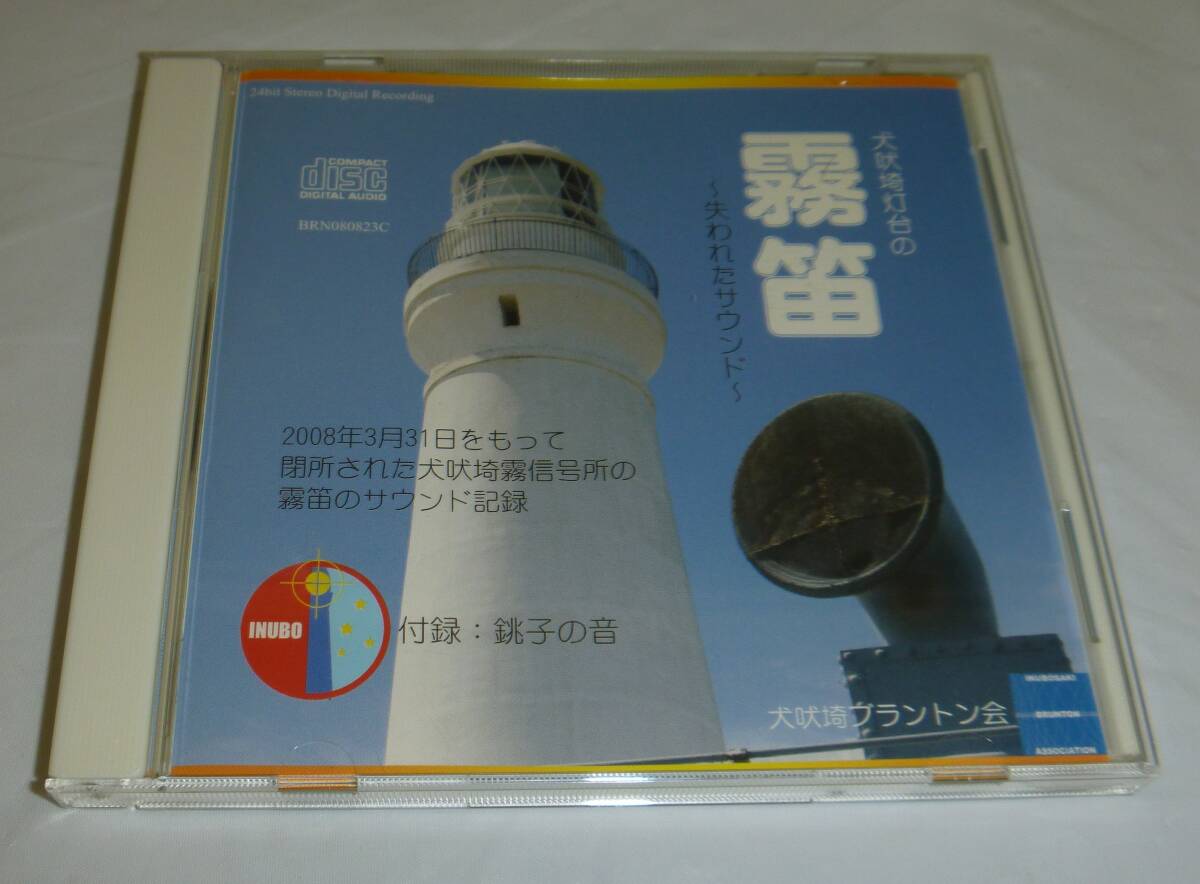 24bit Stereo Digital Recording
COMPACT
disc
DIGITAL AUDIO
BRN080823C
犬吠埼灯台の
霧笛
～失われたサウンド～
2008年3月31日をもって
閉所された犬吠埼霧信号所の
霧笛のサウンド記録
INUBO
付録：銚子の音
犬吠埼ブラントン会
INUBOSAKI
BRUNTON
ASSOCIATION